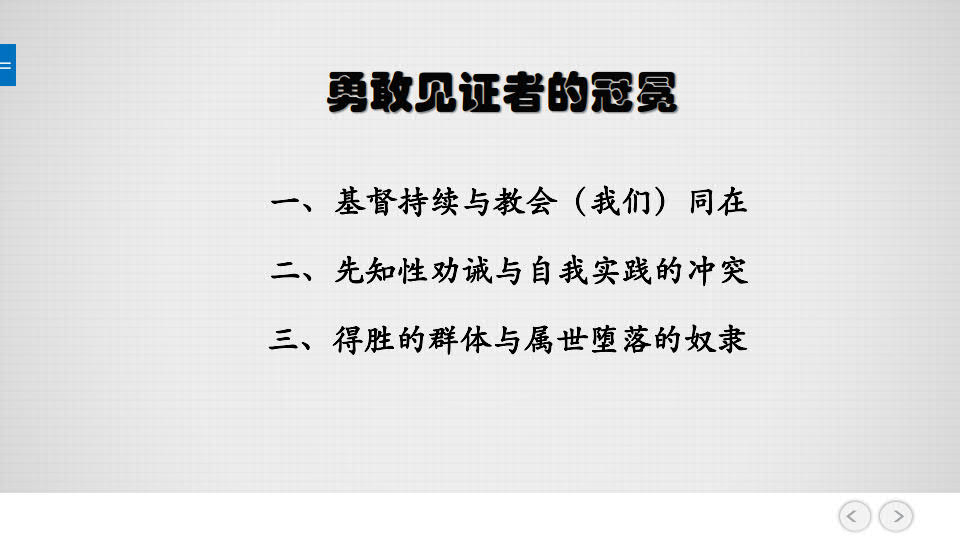 勇敢见证者的冠冕
一、基督持续与教会（我们）同在
二、先知性劝诫与自我实践的冲突
三、得胜的群体与属世堕落的奴隶